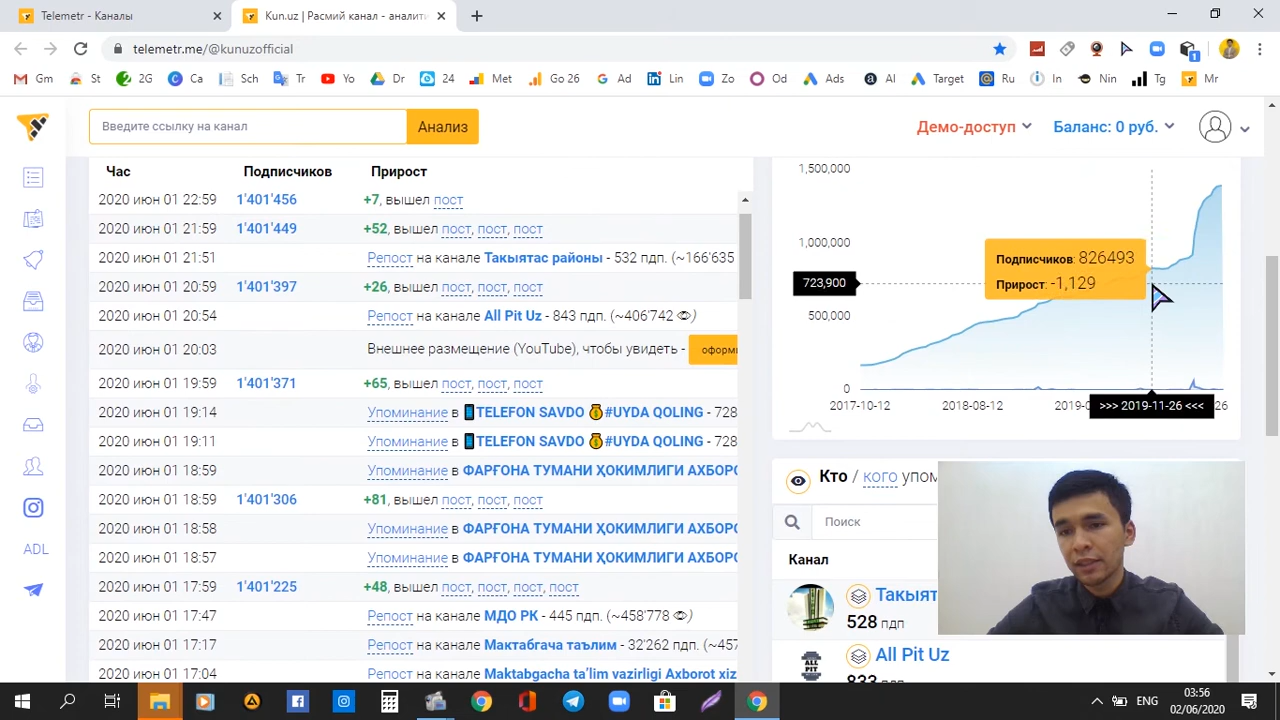 Telemetr - Каналы
Kun.uz | Расмий канал - аналити
telemetr.me/@kunuzofficial
Gm St 2G Ca Sch Tr Yo Dr 24 Met Go 26 Ad Lin Zo Od Ads AI Target Ru In Nin Tg Mr
Введите ссылку на канал
Анализ
Демо-доступ
Баланс: 0 руб.
Час Подписчиков Прирост
2020 июн 01 22:59 1'401'456 +7, вышел пост
2020 июн 01 21:59 1'401'449 +52, вышел пост, пост, пост
2020 июн 01 21:51 Репост на канале Такыятас районы - 532 пдп. (~166'635
2020 июн 01 21:00 1'401'397 +26, вышел пост, пост, пост
2020 июн 01 20:54 Репост на канале All Pit Uz - 843 пдп. (~406'742 )
2020 июн 01 20:03 Внешнее размещение (YouTube), чтобы увидеть - оформи
2020 июн 01 19:59 1'401'371 +65, вышел пост, пост, пост
2020 июн 01 19:14 Упоминание в TELEFON SAVDO #UYDA QOLING - 728
2020 июн 01 19:11 Упоминание в TELEFON SAVDO #UYDA QOLING - 728
2020 июн 01 18:59 Упоминание в ФАРҒОНА ТУМАНИ ҲОКИМЛИГИ АХБОРО
2020 июн 01 18:59 1'401'306 +81, вышел пост, пост, пост
2020 июн 01 18:58 Упоминание в ФАРҒОНА ТУМАНИ ҲОКИМЛИГИ АХБОРО
2020 июн 01 18:57 Упоминание в ФАРҒОНА ТУМАНИ ҲОКИМЛИГИ АХБОРО
2020 июн 01 17:59 1'401'225 +48, вышел пост, пост, пост, пост
2020 июн 01 17:47 Репост на канале МДО РК - 445 пдп. (~458'778 )
2020 июн 01 17:17 Репост на канале Мактабгача таълим - 32'262 пдп. (~457
2020 июн 01 17:04 Репост на канале Maktabgacha ta'lim vazirligi Axborot xiz
ADL
1,500,000
1,000,000
Подписчиков: 826493
Прирост: -1,129
723,900
500,000
0
2017-10-12 2018-08-12 2019-0 >>> 2019-11-26 <<< 26
Кто / кого упом
Поиск
Канал
Такыят
528 пдп
All Pit Uz
833 пдп
ALL
PIT
ENG
03:56
02/06/2020